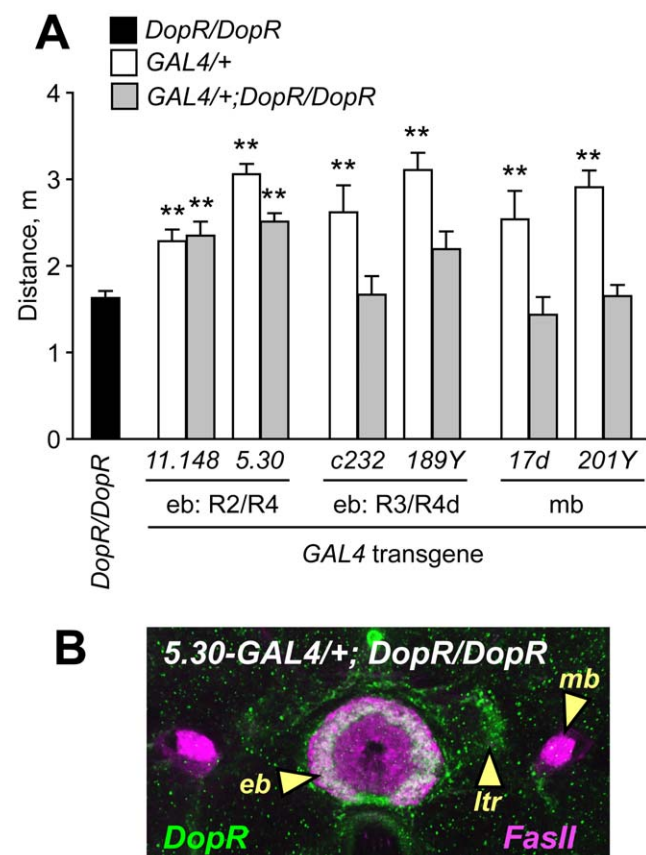 A
DopR/DopR
GAL4/+
GAL4/+;DopR/DopR
Distance, m
4
3
2
1
0
** ** ** ** ** ** **
DopR/DopR
11.148 5.30 c232 189Y 17d 201Y
eb: R2/R4 eb: R3/R4d mb
GAL4 transgene
B
5.30-GAL4/+; DopR/DopR
mb
eb
ltr
DopR FasII